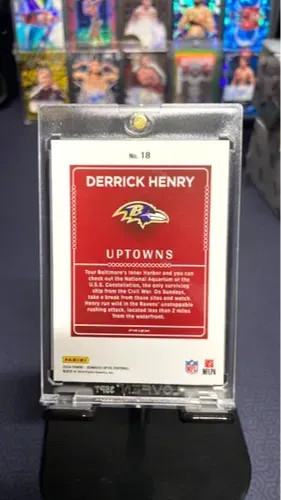 No. 18
DERRICK HENRY
B
UPTOWNS
Tour Baltimore's Inner Harbor and you can
check out the National Aquarium or the
U.S.S. Constellation, the only surviving
ship from the Civil War. On Sundays,
take a break from those sites and watch
Henry run wild in the Ravens' unstoppable
rushing attack, located less than 2 miles
from the waterfront.
PANINI
NFL
NFLPA